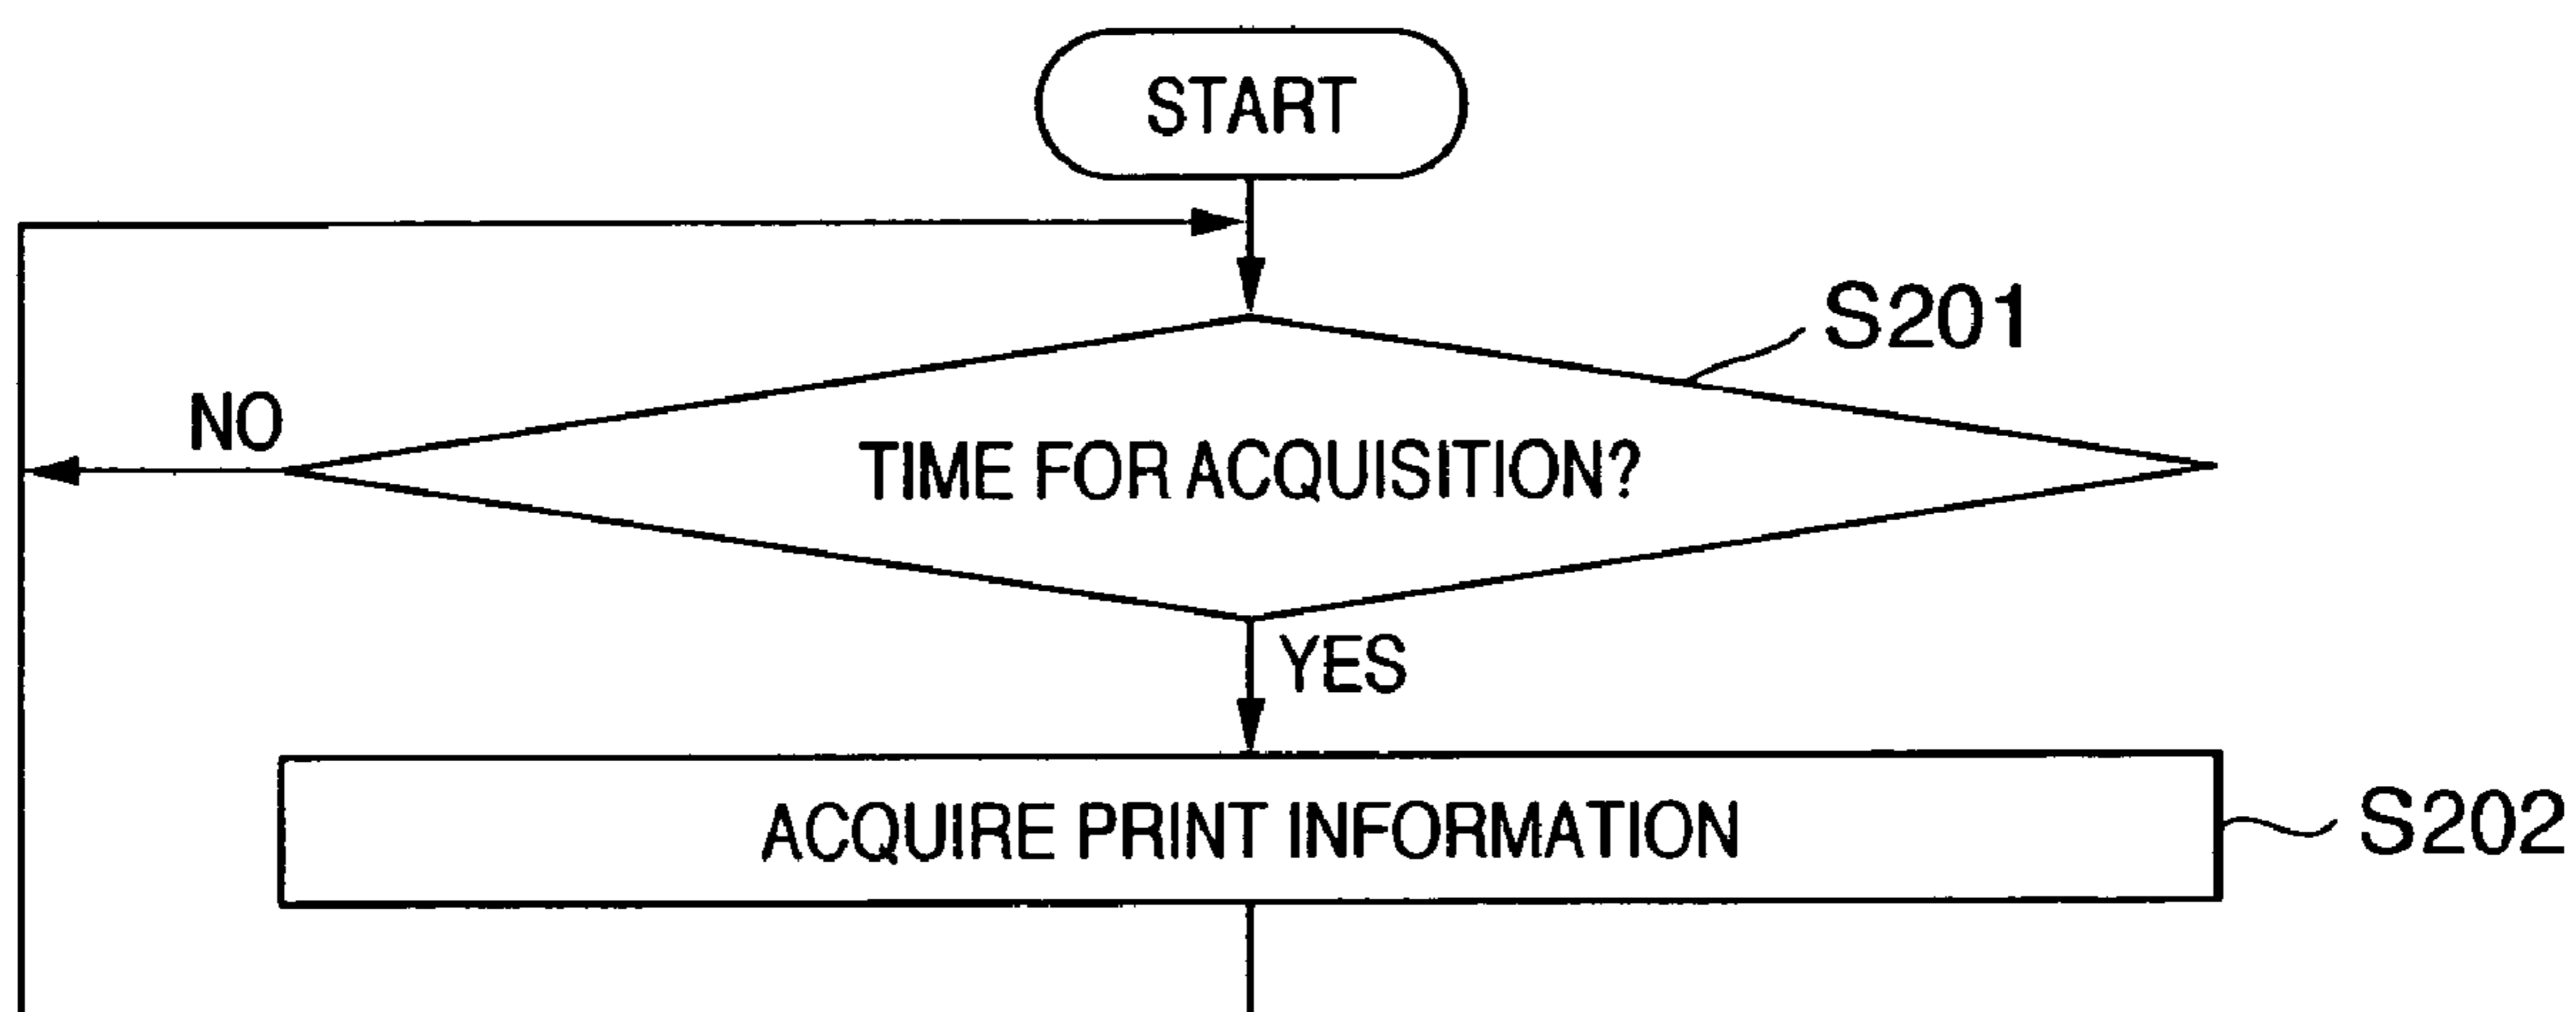 START
S201
NO
TIME FOR ACQUISITION?
YES
ACQUIRE PRINT INFORMATION
S202